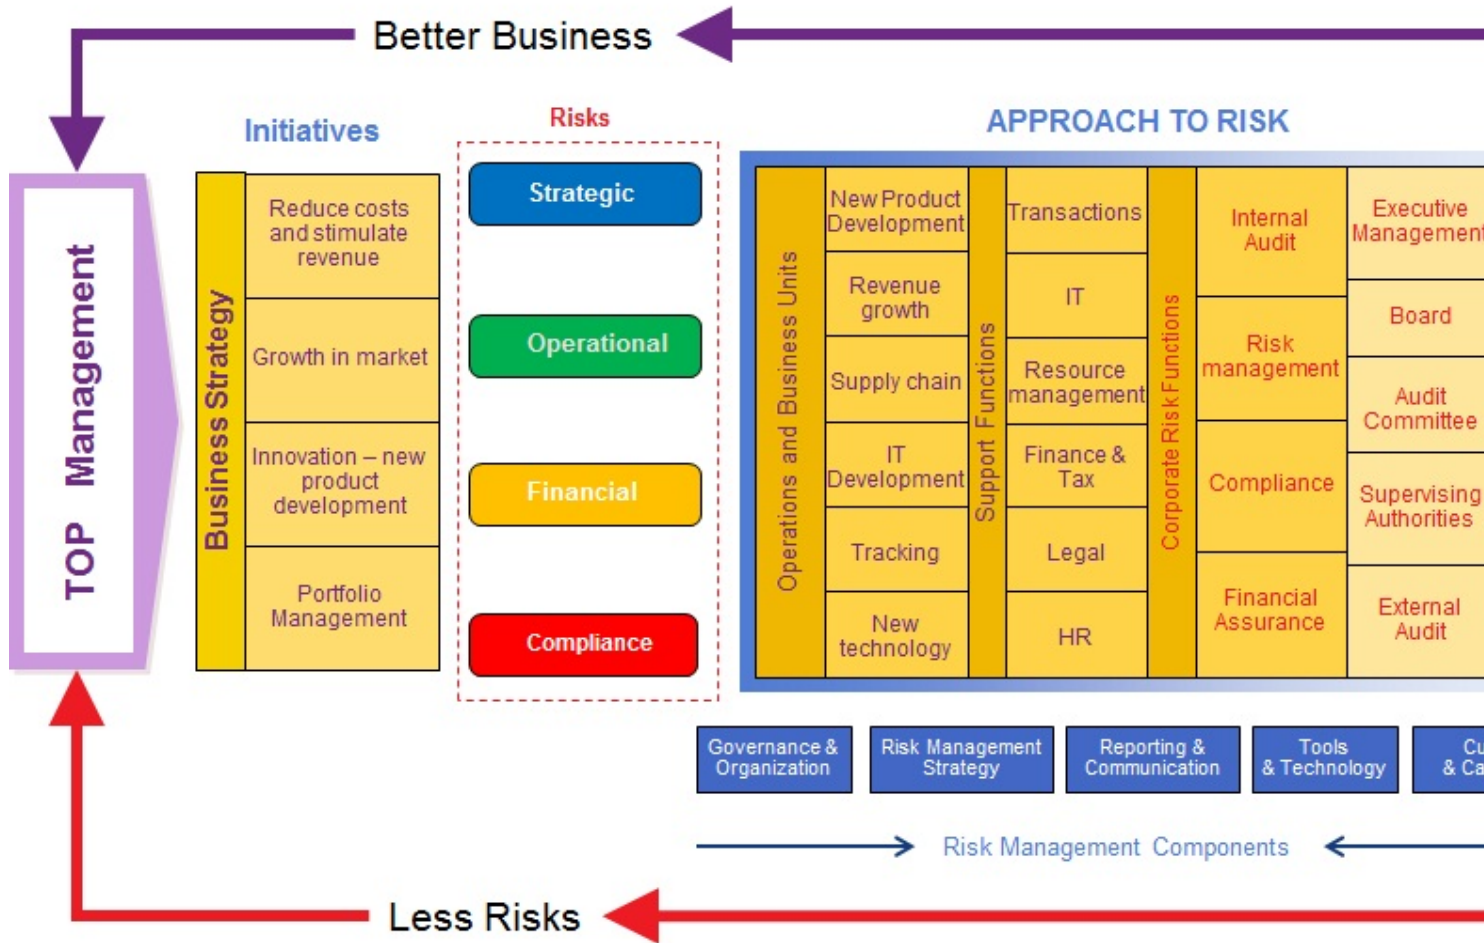 Better Business
Initiatives
Risks
APPROACH TO RISK
TOP Management
Business Strategy
Reduce costs
and stimulate
revenue
Growth in market
Innovation – new
product
development
Portfolio
Management
Strategic
Operational
Financial
Compliance
Operations and Business Units
New Product
Development
Revenue
growth
Supply chain
IT
Development
Tracking
New
technology
Support Functions
Transactions
IT
Resource
management
Finance &
Tax
Legal
HR
Corporate Risk Functions
Internal
Audit
Risk
management
Compliance
Financial
Assurance
Executive
Management
Board
Audit
Committee
Supervising
Authorities
External
Audit
Governance &
Organization
Risk Management
Strategy
Reporting &
Communication
Tools
& Technology
Cu
& Ca
Risk Management Components
Less Risks